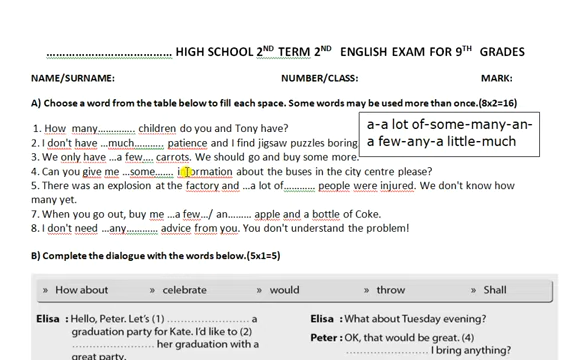 ……………………………… HIGH SCHOOL 2ND TERM 2ND ENGLISH EXAM FOR 9TH GRADES
NAME/SURNAME: NUMBER/CLASS: MARK:
A) Choose a word from the table below to fill each space. Some words may be used more than once.(8x2=16)
a-a lot of-some-many-an-
a few-any-a little-much
1. How many............ children do you and Tony have?
2. I don't have ...much.......... patience and I find jigsaw puzzles boring
3. We only have ...a few.... carrots. We should go and buy some more.
4. Can you give me ...some....... information about the buses in the city centre please?
5. There was an explosion at the factory and ...a lot of............ people were injured. We don't know how
many yet.
7. When you go out, buy me ...a few.../ an......... apple and a bottle of Coke.
8. I don't need ...any............ advice from you. You don't understand the problem!
B) Complete the dialogue with the words below.(5x1=5)
» How about » celebrate » would » throw » Shall
Elisa : Hello, Peter. Let's (1) ........................ a
graduation party for Kate. I'd like to (2)
........................ her graduation with a
great party.
Elisa : What about Tuesday evening?
Peter : OK, that would be great. (4)
........................ I bring anything?